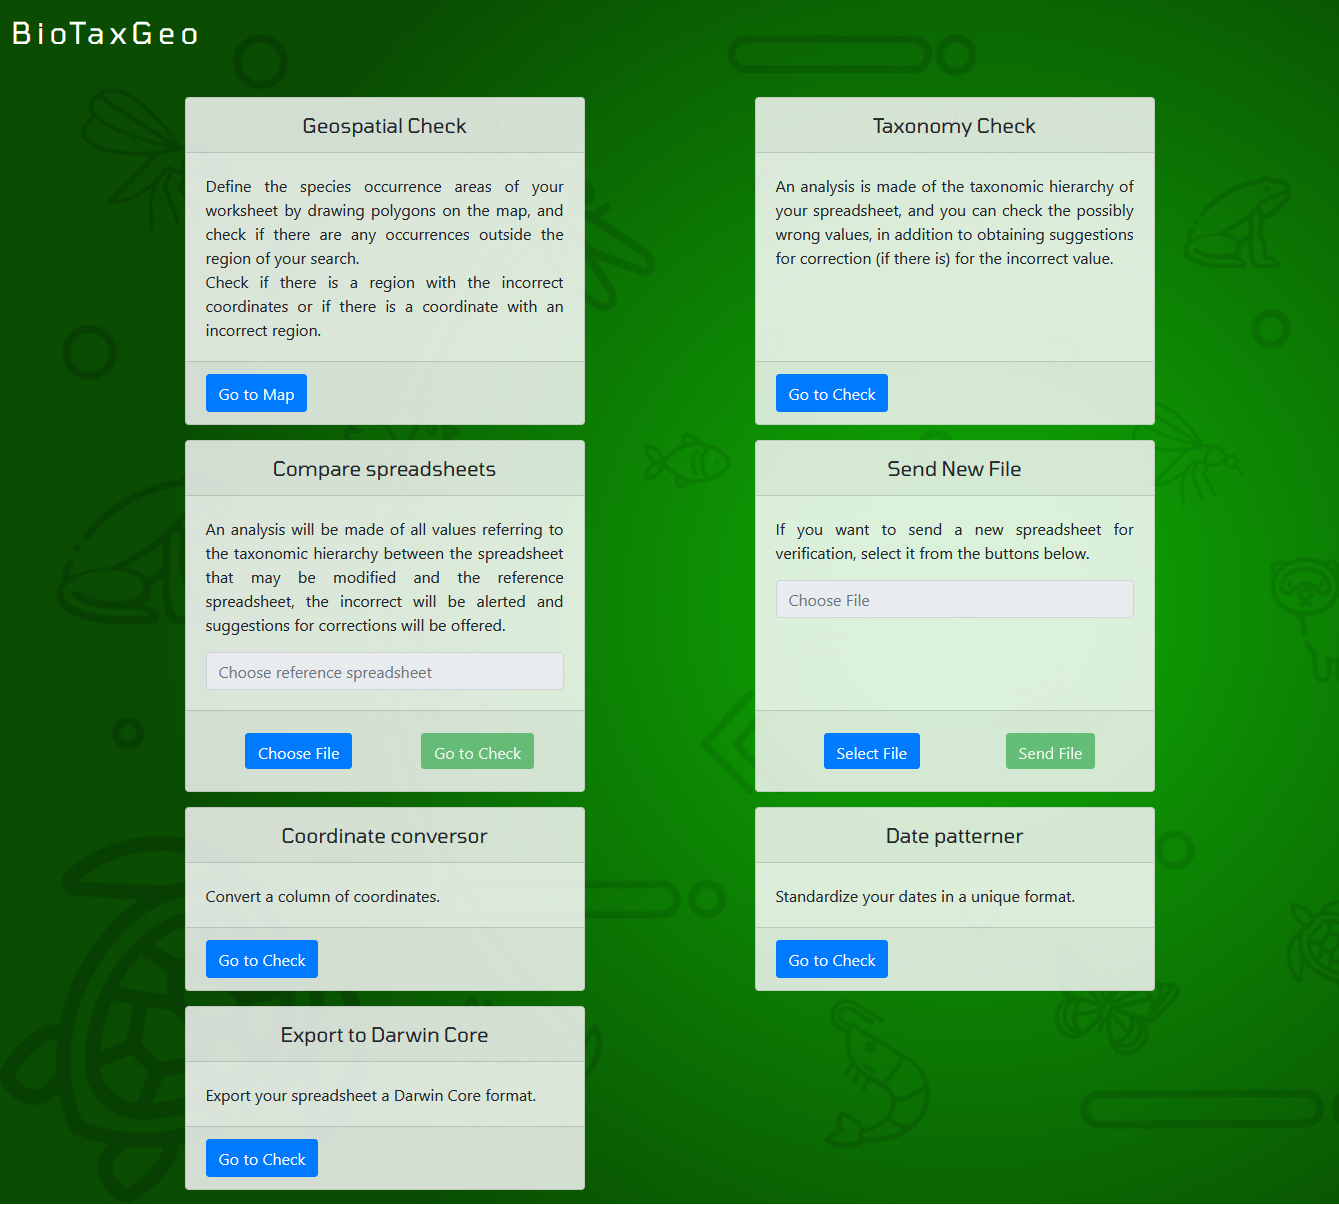 BioTaxGeo
Geospatial Check
Define the species occurrence areas of your
worksheet by drawing polygons on the map, and
check if there are any occurrences outside the
region of your search.
Check if there is a region with the incorrect
coordinates or if there is a coordinate with an
incorrect region.
Go to Map
Taxonomy Check
An analysis is made of the taxonomic hierarchy of
your spreadsheet, and you can check the possibly
wrong values, in addition to obtaining suggestions
for correction (if there is) for the incorrect value.
Go to Check
Compare spreadsheets
An analysis will be made of all values referring to
the taxonomic hierarchy between the spreadsheet
that may be modified and the reference
spreadsheet, the incorrect will be alerted and
suggestions for corrections will be offered.
Choose reference spreadsheet
Choose File
Go to Check
Send New File
If you want to send a new spreadsheet for
verification, select it from the buttons below.
Choose File
Select File
Send File
Coordinate conversor
Convert a column of coordinates.
Go to Check
Date patterner
Standardize your dates in a unique format.
Go to Check
Export to Darwin Core
Export your spreadsheet a Darwin Core format.
Go to Check